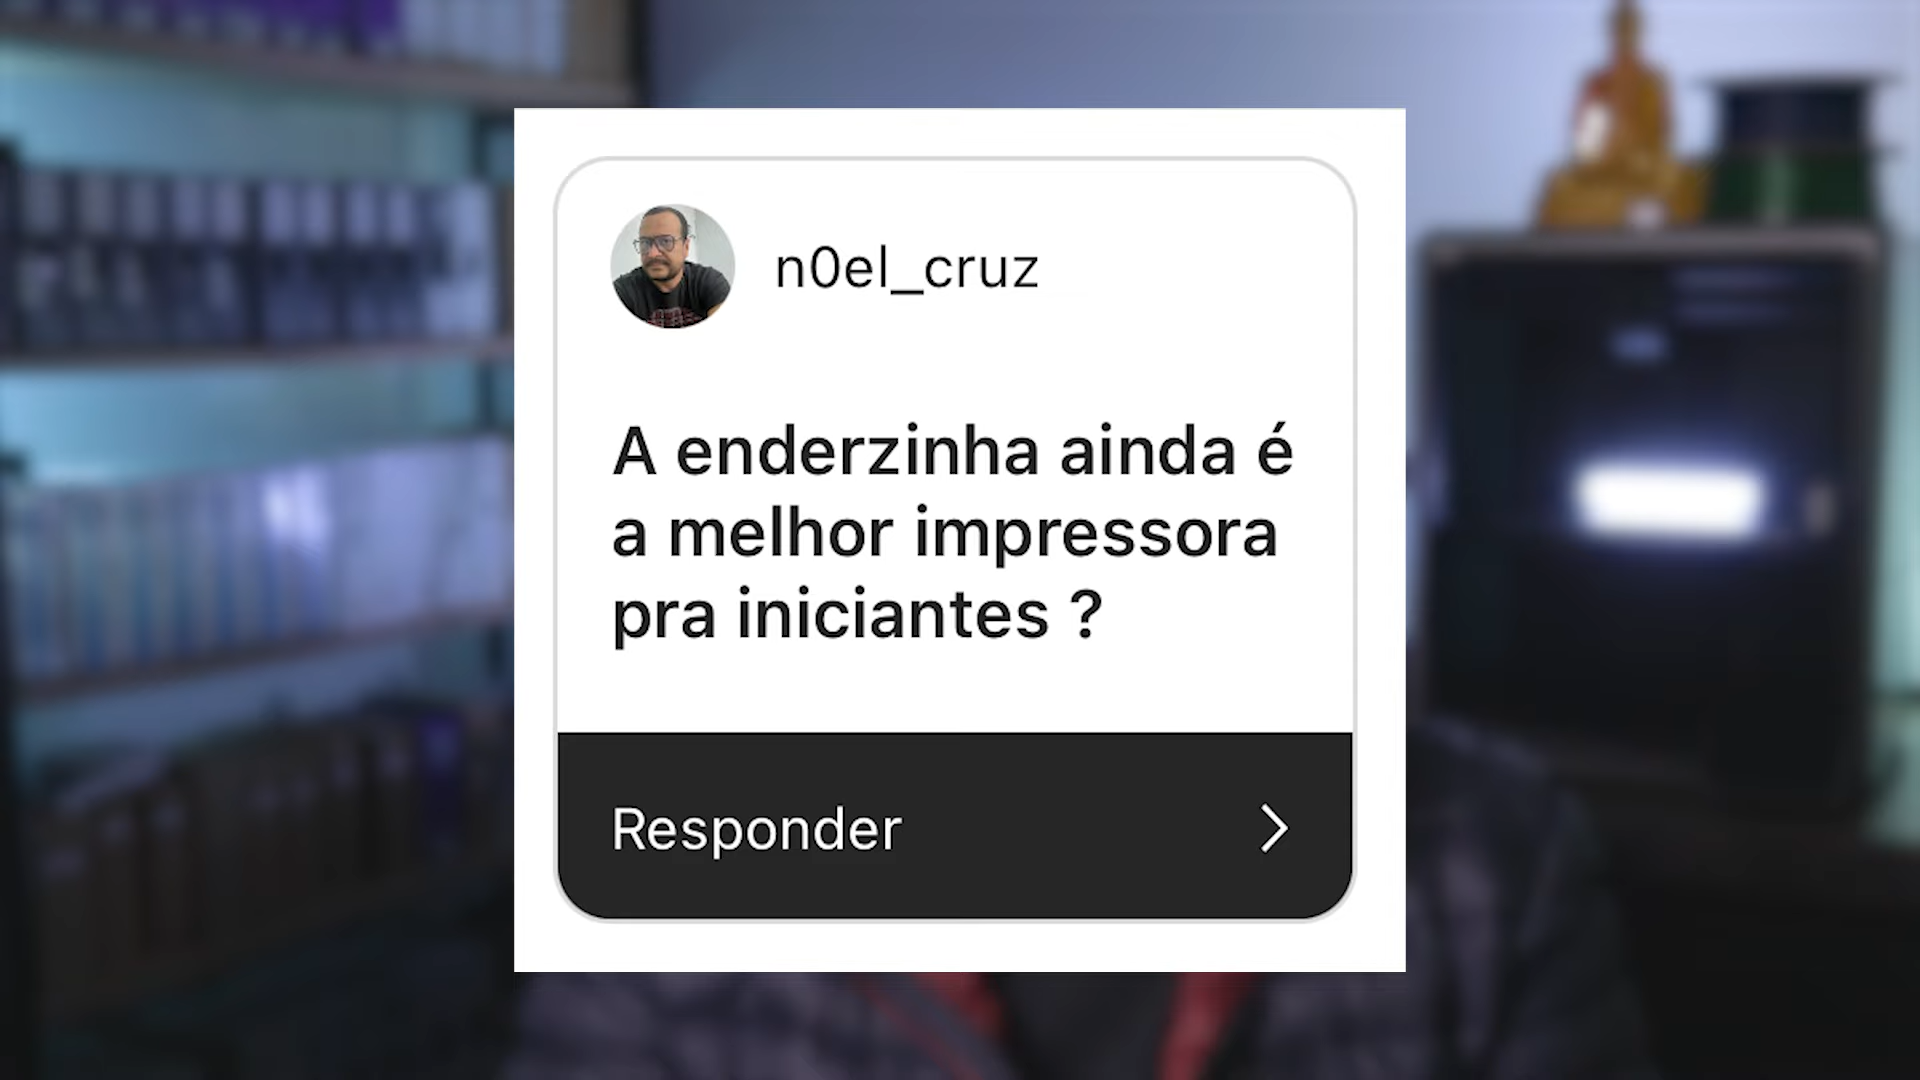 n0el_cruz
A enderzinha ainda é
a melhor impressora
pra iniciantes ?
Responder